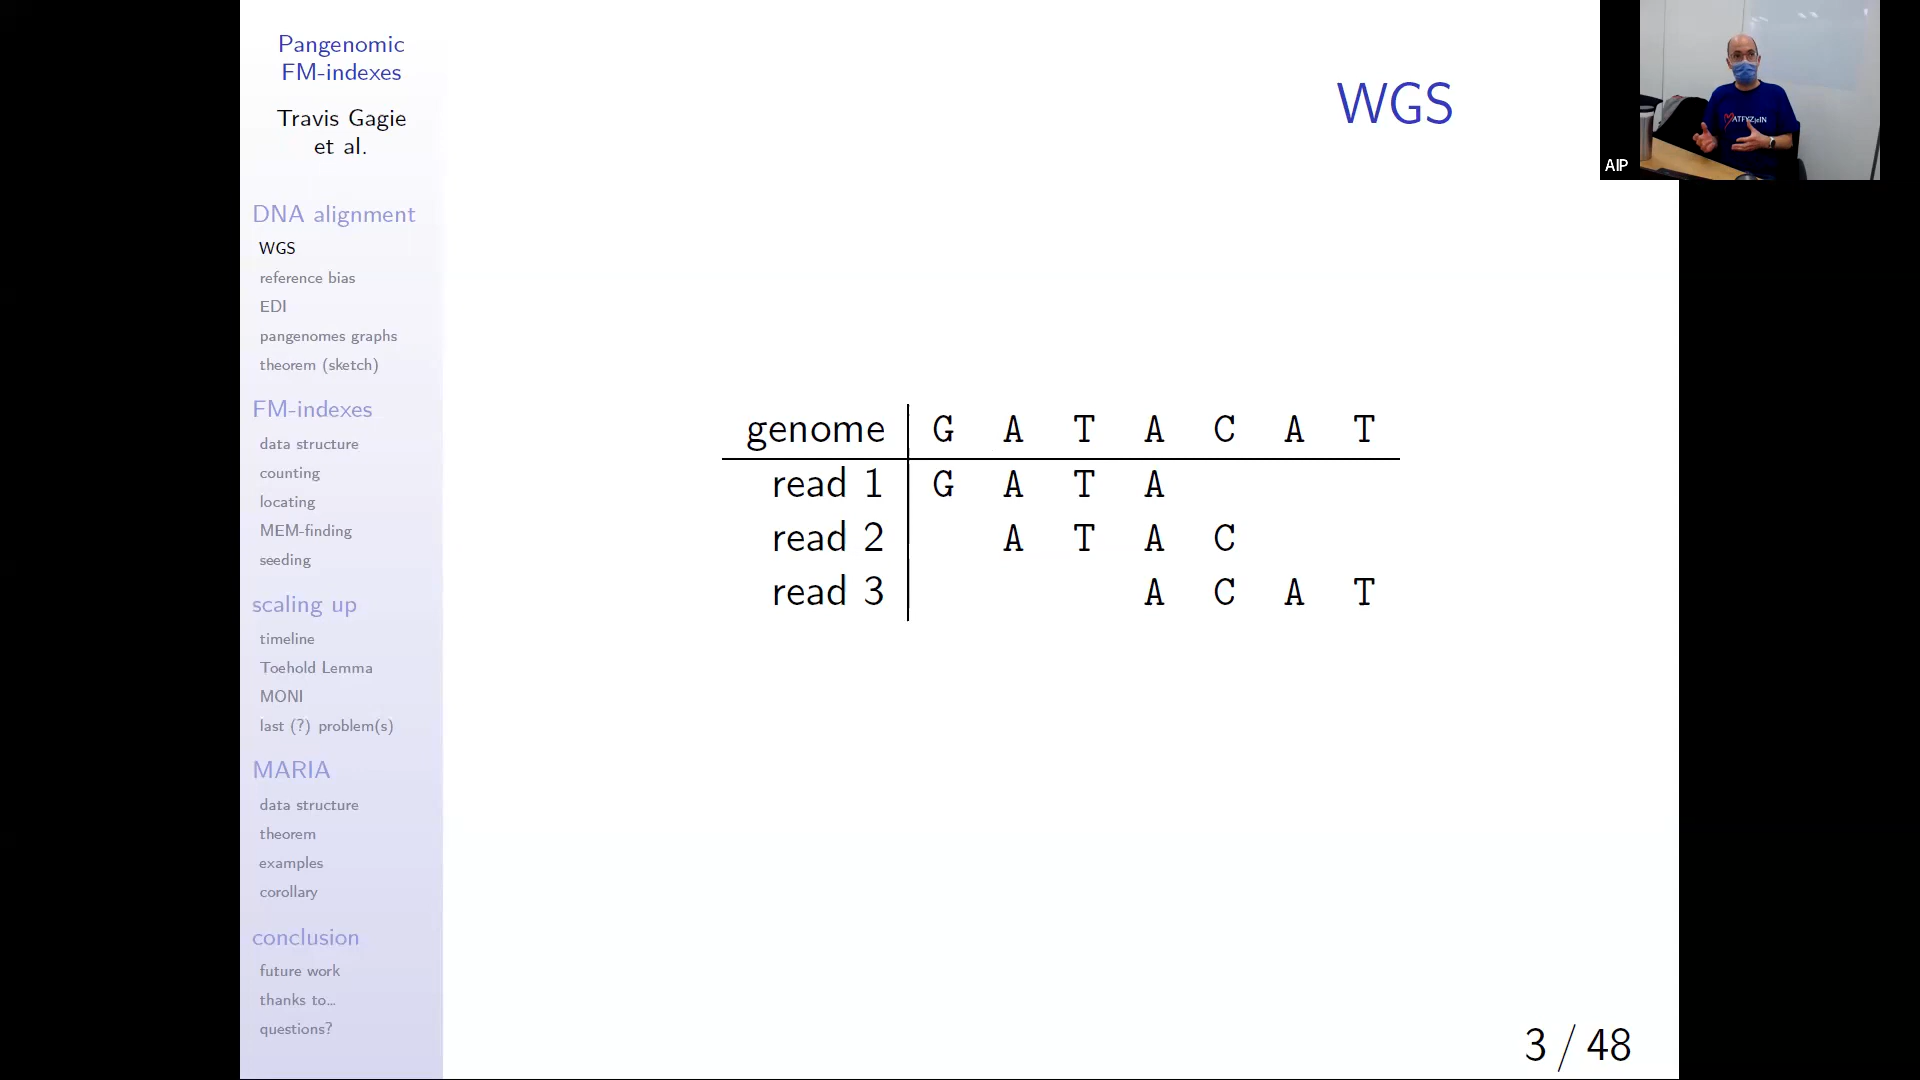 Pangenomic
FM-indexes
Travis Gagie
et al.
DNA alignment
WGS
reference bias
EDI
pangenomes graphs
theorem (sketch)
FM-indexes
data structure
counting
locating
MEM-finding
seeding
scaling up
timeline
Toehold Lemma
MONI
last (?) problem(s)
MARIA
data structure
theorem
examples
corollary
conclusion
future work
thanks to…
questions?
WGS
genome G A T A C A T
read 1 G A T A
read 2 A T A C
read 3 A C A T
3 / 48
AIP